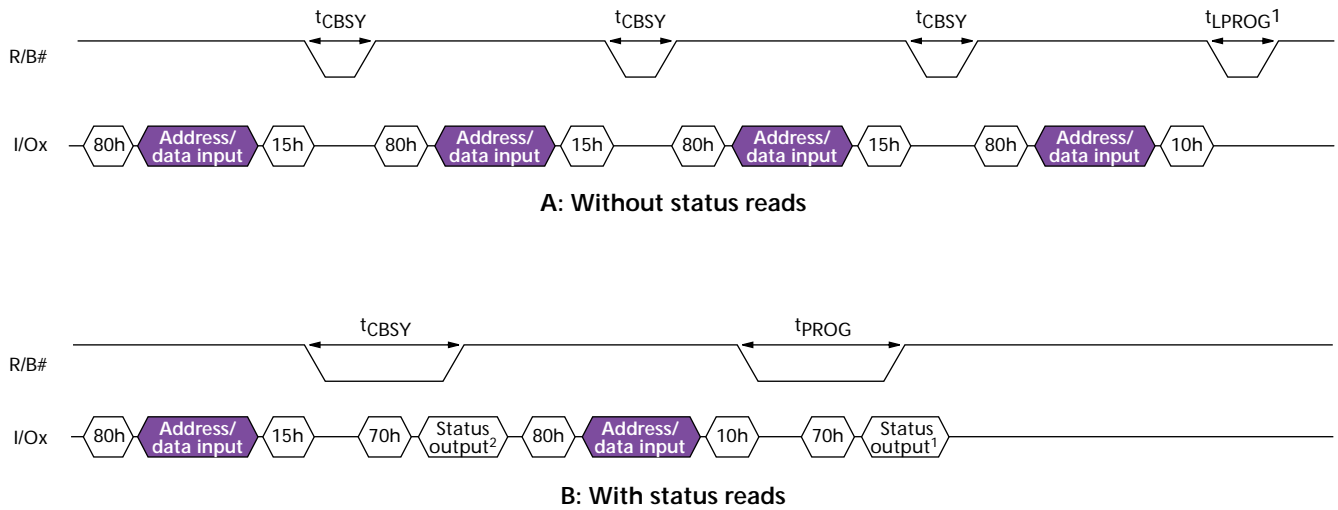 tCBSY tCBSY tCBSY tLPROG1
R/B#
I/Ox 80h Address/ data input 15h 80h Address/ data input 15h 80h Address/ data input 15h 80h Address/ data input 10h
A: Without status reads
tCBSY tPROG
R/B#
I/Ox 80h Address/ data input 15h 70h Status output2 80h Address/ data input 10h 70h Status output1
B: With status reads